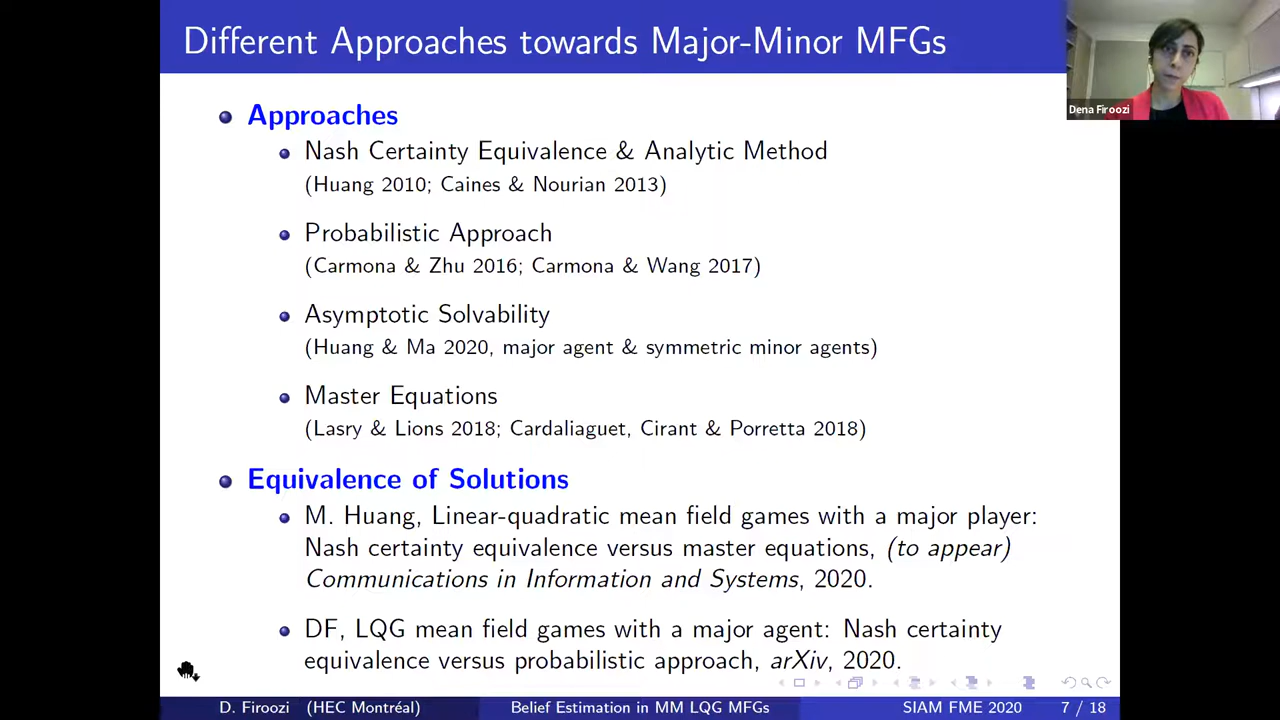 Different Approaches towards Major-Minor MFGs
Dena Firoozi
Approaches
Nash Certainty Equivalence & Analytic Method
(Huang 2010; Caines & Nourian 2013)
Probabilistic Approach
(Carmona & Zhu 2016; Carmona & Wang 2017)
Asymptotic Solvability
(Huang & Ma 2020, major agent & symmetric minor agents)
Master Equations
(Lasry & Lions 2018; Cardaliaguet, Cirant & Porretta 2018)
Equivalence of Solutions
M. Huang, Linear-quadratic mean field games with a major player:
Nash certainty equivalence versus master equations, (to appear)
Communications in Information and Systems, 2020.
DF, LQG mean field games with a major agent: Nash certainty
equivalence versus probabilistic approach, arXiv, 2020.
D. Firoozi (HEC Montréal) Belief Estimation in MM LQG MFGs SIAM FME 2020 7 / 18